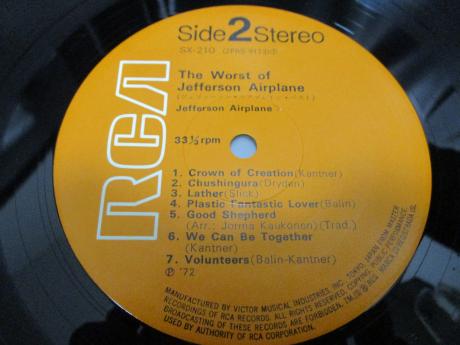 Side 2 Stereo
SX-210
The Worst of
Jefferson Airplane
Jefferson Airplane
RCA
33⅓ rpm
1. Crown of Creation(Kantner)
2. Chushingura(Dryden)
3. Lather(Slick)
4. Plastic Fantastic Lover(Balin)
5. Good Shepherd
(Arr.: Jorma Kaukonen)(Trad.)
6. We Can Be Together
(Kantner)
7. Volunteers(Balin-Kantner)
Ⓟ '72
MANUFACTURED BY VICTOR MUSICAL INDUSTRIES, INC. TOKYO, JAPAN FROM MASTER
RECORDINGS OF RCA RECORDS. ALL RIGHTS RESERVED. COPYING, PUBLIC PERFORMANCE,
BROADCASTING OF THESE RECORDS ARE FORBIDDEN. TM
USED BY AUTHORITY OF RCA CORPORATION.